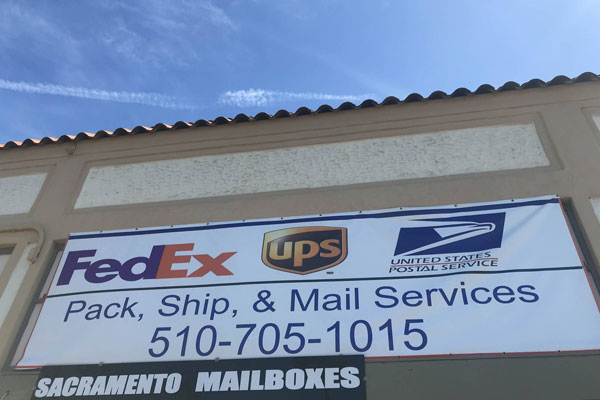 FedEx ups UNITED STATES
POSTAL SERVICE
Pack, Ship, & Mail Services
510-705-1015
SACRAMENTO MAILBOXES